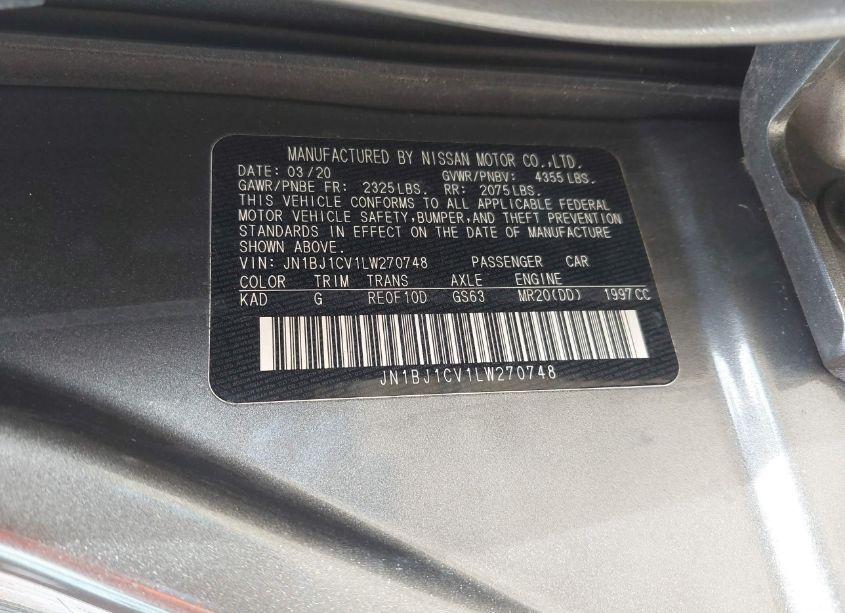 MANUFACTURED BY NISSAN MOTOR CO.,LTD.
DATE: 03/20 GVWR/PNBV: 4355 LBS.
GAWR/PNBE FR: 2325 LBS. RR: 2075 LBS.
THIS VEHICLE CONFORMS TO ALL APPLICABLE FEDERAL
MOTOR VEHICLE SAFETY, BUMPER, AND THEFT PREVENTION
STANDARDS IN EFFECT ON THE DATE OF MANUFACTURE
SHOWN ABOVE.
VIN: JN1BJ1CV1LW270748 PASSENGER CAR
COLOR TRIM TRANS AXLE ENGINE
KAD G RE0F10D GS63 MR20(DD) 1997CC
JN1BJ1CV1LW270748